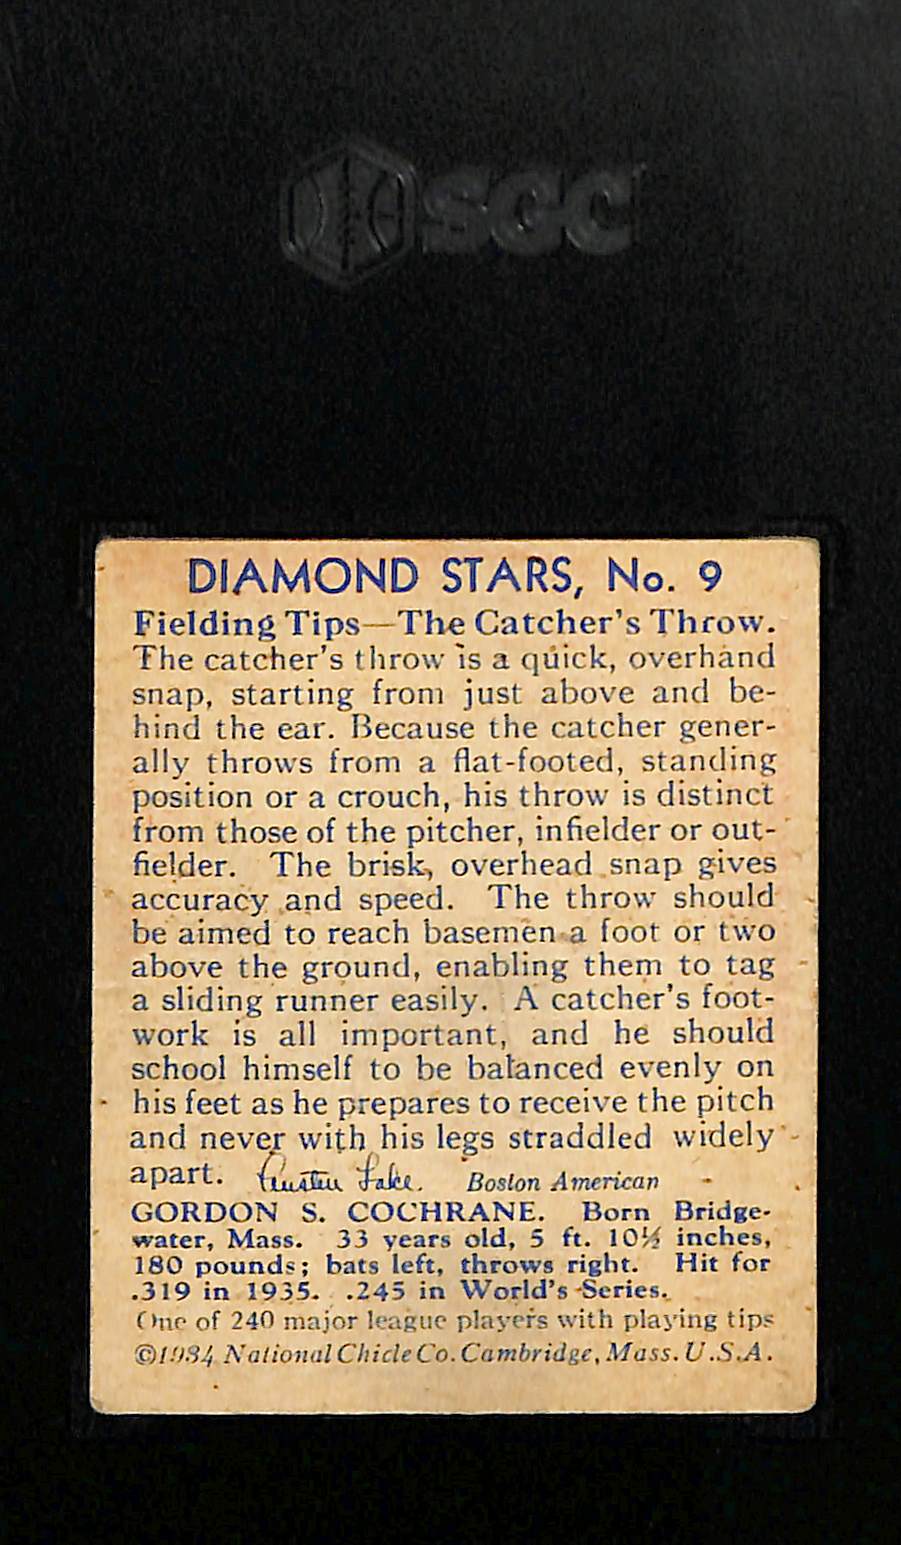 SGC
DIAMOND STARS, No. 9
Fielding Tips—The Catcher's Throw.
The catcher's throw is a quick, overhand
snap, starting from just above and be-
hind the ear. Because the catcher gener-
ally throws from a flat-footed, standing
position or a crouch, his throw is distinct
from those of the pitcher, infielder or out-
fielder. The brisk, overhead snap gives
accuracy and speed. The throw should
be aimed to reach basemen a foot or two
above the ground, enabling them to tag
a sliding runner easily. A catcher's foot-
work is all important, and he should
school himself to be balanced evenly on
his feet as he prepares to receive the pitch
and never with his legs straddled widely
apart. Austen Lake. Boston American
GORDON S. COCHRANE. Born Bridge-
water, Mass. 33 years old, 5 ft. 10½ inches,
180 pounds; bats left, throws right. Hit for
.319 in 1935. .245 in World's Series.
One of 240 major league players with playing tips
©1934 National Chicle Co. Cambridge, Mass. U.S.A.